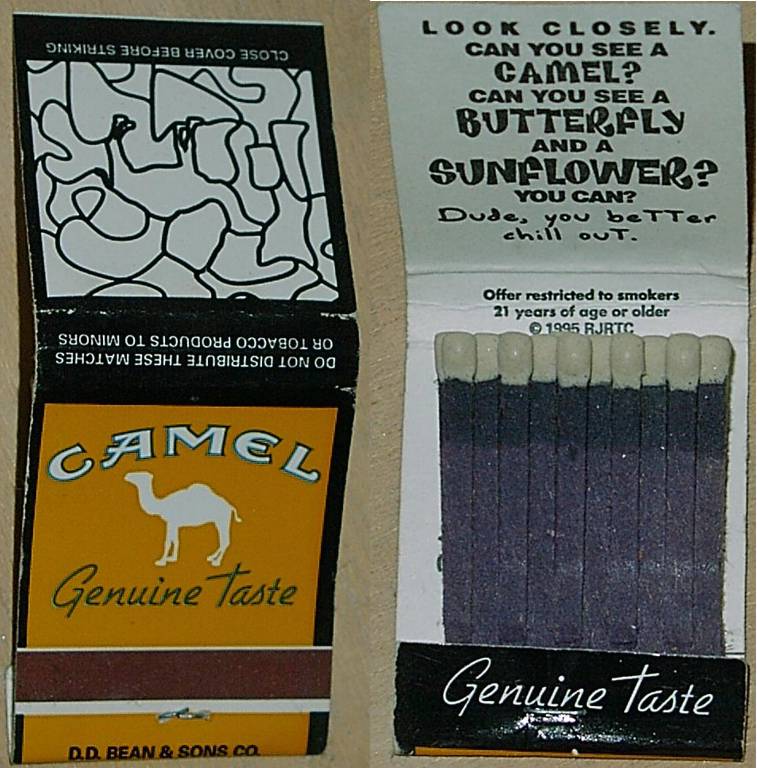 CLOSE COVER BEFORE STRIKING
DO NOT DISTRIBUTE THESE MATCHES
OR TOBACCO PRODUCTS TO MINORS
CAMEL
Genuine Taste
D.D. BEAN & SONS CO.
LOOK CLOSELY.
CAN YOU SEE A
CAMEL?
CAN YOU SEE A
BUTTERFLY
AND A
SUNFLOWER?
YOU CAN?
Dude, you better
chill out.
Offer restricted to smokers
21 years of age or older
© 1995 RJRTC
Genuine Taste